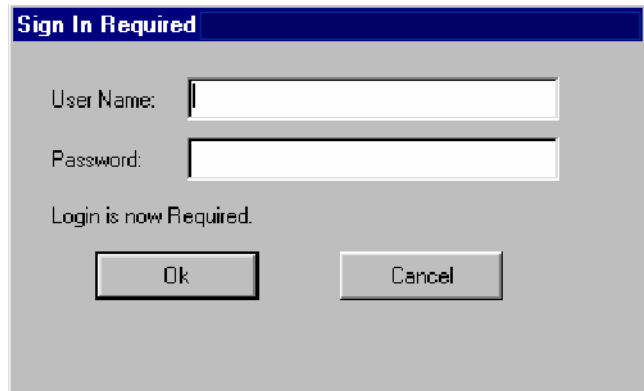 Sign In Required
User Name:
Password:
Login is now Required.
Ok Cancel